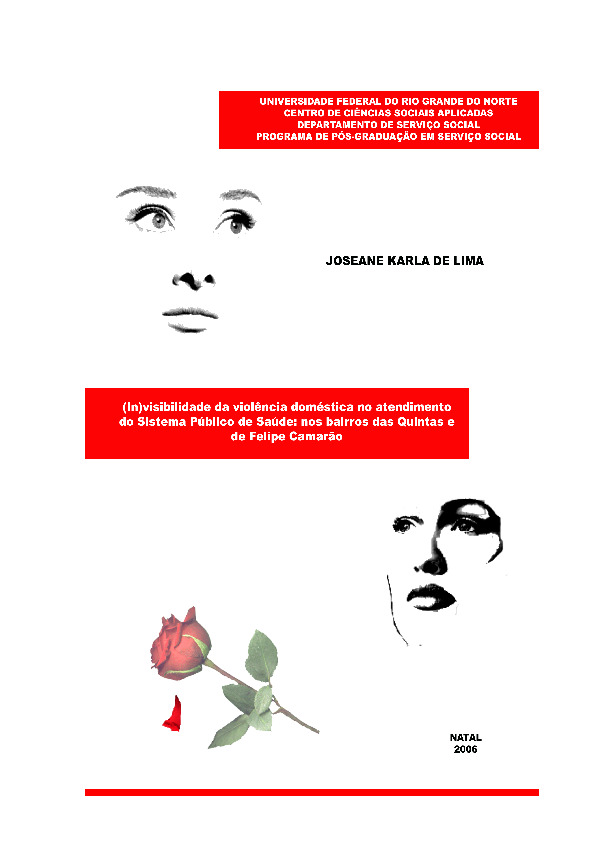 UNIVERSIDADE FEDERAL DO RIO GRANDE DO NORTE
CENTRO DE CIÊNCIAS SOCIAIS APLICADAS
DEPARTAMENTO DE SERVIÇO SOCIAL
PROGRAMA DE PÓS-GRADUAÇÃO EM SERVIÇO SOCIAL
JOSEANE KARLA DE LIMA
(In)visibilidade da violência doméstica no atendimento
do Sistema Público de Saúde: nos bairros das Quintas e
de Felipe Camarão
NATAL
2006